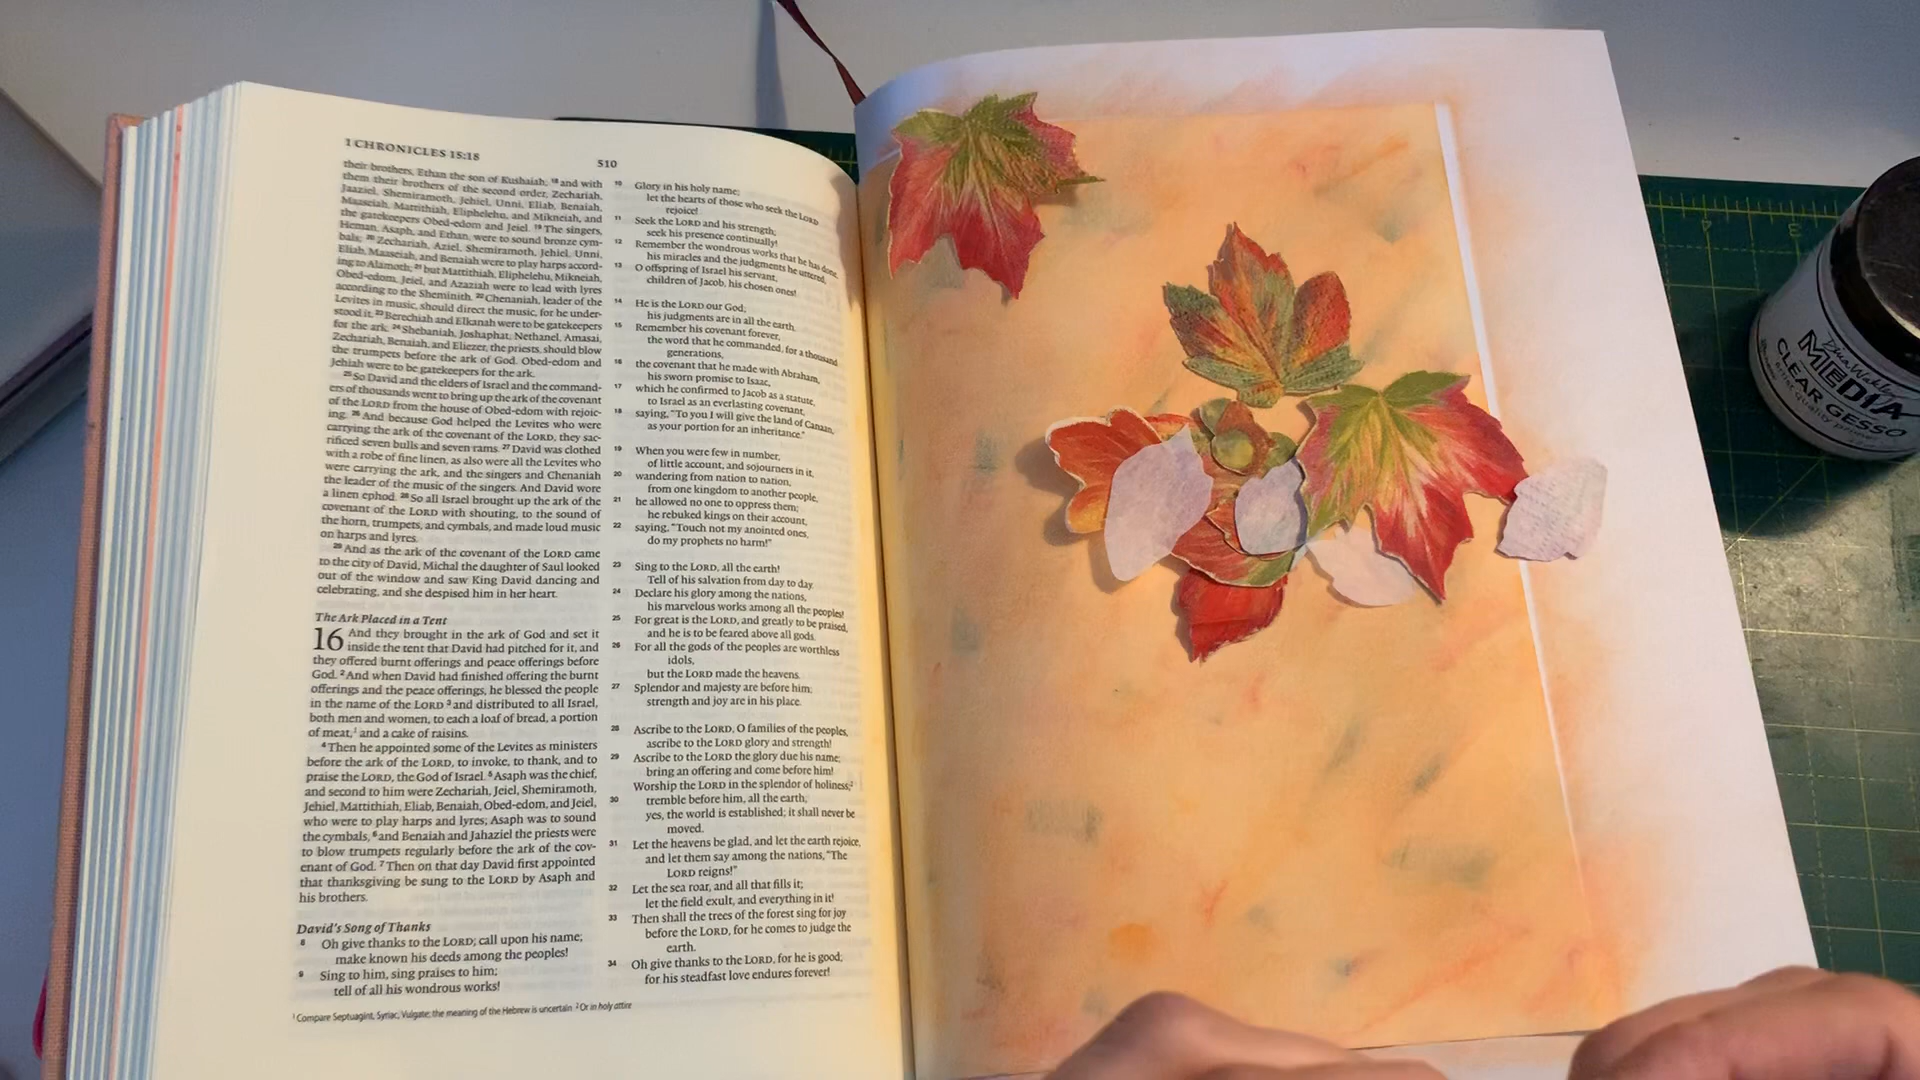 1 CHRONICLES 15:18
510
their brothers, Ethan the son of Kushaiah, 18 and with
them their brothers of the second order, Zechariah,
Jaaziel, Shemiramoth, Jehiel, Unni, Eliab, Benaiah,
Maaseiah, Mattithiah, Eliphelehu, and Mikneiah, and
the gatekeepers Obed-edom and Jeiel. 19 The singers,
Heman, Asaph, and Ethan, were to sound bronze cym-
bals; 20 Zechariah, Aziel, Shemiramoth, Jehiel, Unni,
Eliab, Maaseiah, and Benaiah were to play harps accord-
ing to Alamoth; 21 but Mattithiah, Eliphelehu, Mikneiah,
Obed-edom, Jeiel, and Azaziah were to lead with lyres
according to the Sheminith. 22 Chenaniah, leader of the
Levites in music, should direct the music, for he under-
stood it. 23 Berechiah and Elkanah were to be gatekeepers
for the ark. 24 Shebaniah, Joshaphat, Nethanel, Amasai,
Zechariah, Benaiah, and Eliezer, the priests, should blow
the trumpets before the ark of God. Obed-edom and
Jehiah were to be gatekeepers for the ark.
25 So David and the elders of Israel and the command-
ers of thousands went to bring up the ark of the covenant
of the LORD from the house of Obed-edom with rejoic-
ing. 26 And because God helped the Levites who were
carrying the ark of the covenant of the LORD, they sac-
rificed seven bulls and seven rams. 27 David was clothed
with a robe of fine linen, as also were all the Levites who
were carrying the ark, and the singers and Chenaniah
the leader of the music of the singers. And David wore
a linen ephod. 28 So all Israel brought up the ark of the
covenant of the LORD with shouting, to the sound of
the horn, trumpets, and cymbals, and made loud music
on harps and lyres.
29 And as the ark of the covenant of the LORD came
to the city of David, Michal the daughter of Saul looked
out of the window and saw King David dancing and
celebrating, and she despised him in her heart.
The Ark Placed in a Tent
16 And they brought in the ark of God and set it
inside the tent that David had pitched for it, and
they offered burnt offerings and peace offerings before
God. 2 And when David had finished offering the burnt
offerings and the peace offerings, he blessed the people
in the name of the LORD 3 and distributed to all Israel,
both men and women, to each a loaf of bread, a portion
of meat,1 and a cake of raisins.
4 Then he appointed some of the Levites as ministers
before the ark of the LORD, to invoke, to thank, and to
praise the LORD, the God of Israel. 5 Asaph was the chief,
and second to him were Zechariah, Jeiel, Shemiramoth,
Jehiel, Mattithiah, Eliab, Benaiah, Obed-edom, and Jeiel,
who were to play harps and lyres; Asaph was to sound
the cymbals, 6 and Benaiah and Jahaziel the priests were
to blow trumpets regularly before the ark of the cov-
enant of God. 7 Then on that day David first appointed
that thanksgiving be sung to the LORD by Asaph and
his brothers.
David's Song of Thanks
8 Oh give thanks to the LORD; call upon his name;
make known his deeds among the peoples!
9 Sing to him, sing praises to him;
tell of all his wondrous works!
10 Glory in his holy name;
let the hearts of those who seek the LORD
rejoice!
11 Seek the LORD and his strength;
seek his presence continually!
12 Remember the wondrous works that he has done,
his miracles and the judgments he uttered,
13 O offspring of Israel his servant,
children of Jacob, his chosen ones!
14 He is the LORD our God;
his judgments are in all the earth.
15 Remember his covenant forever,
the word that he commanded, for a thousand
generations,
16 the covenant that he made with Abraham,
his sworn promise to Isaac,
17 which he confirmed to Jacob as a statute,
to Israel as an everlasting covenant,
18 saying, "To you I will give the land of Canaan,
as your portion for an inheritance."
19 When you were few in number,
of little account, and sojourners in it,
20 wandering from nation to nation,
from one kingdom to another people,
21 he allowed no one to oppress them;
he rebuked kings on their account,
22 saying, "Touch not my anointed ones,
do my prophets no harm!"
23 Sing to the LORD, all the earth!
Tell of his salvation from day to day.
24 Declare his glory among the nations,
his marvelous works among all the peoples!
25 For great is the LORD, and greatly to be praised,
and he is to be feared above all gods.
26 For all the gods of the peoples are worthless
idols,
but the LORD made the heavens.
27 Splendor and majesty are before him;
strength and joy are in his place.
28 Ascribe to the LORD, O families of the peoples,
ascribe to the LORD glory and strength!
29 Ascribe to the LORD the glory due his name;
bring an offering and come before him!
Worship the LORD in the splendor of holiness;2
30 tremble before him, all the earth;
yes, the world is established; it shall never be
moved.
31 Let the heavens be glad, and let the earth rejoice,
and let them say among the nations, "The
LORD reigns!"
32 Let the sea roar, and all that fills it;
let the field exult, and everything in it!
33 Then shall the trees of the forest sing for joy
before the LORD, for he comes to judge the
earth.
34 Oh give thanks to the LORD, for he is good;
for his steadfast love endures forever!
1 Compare Septuagint, Syriac, Vulgate; the meaning of the Hebrew is uncertain 2 Or in holy attire
MEDIA
CLEAR GESSO